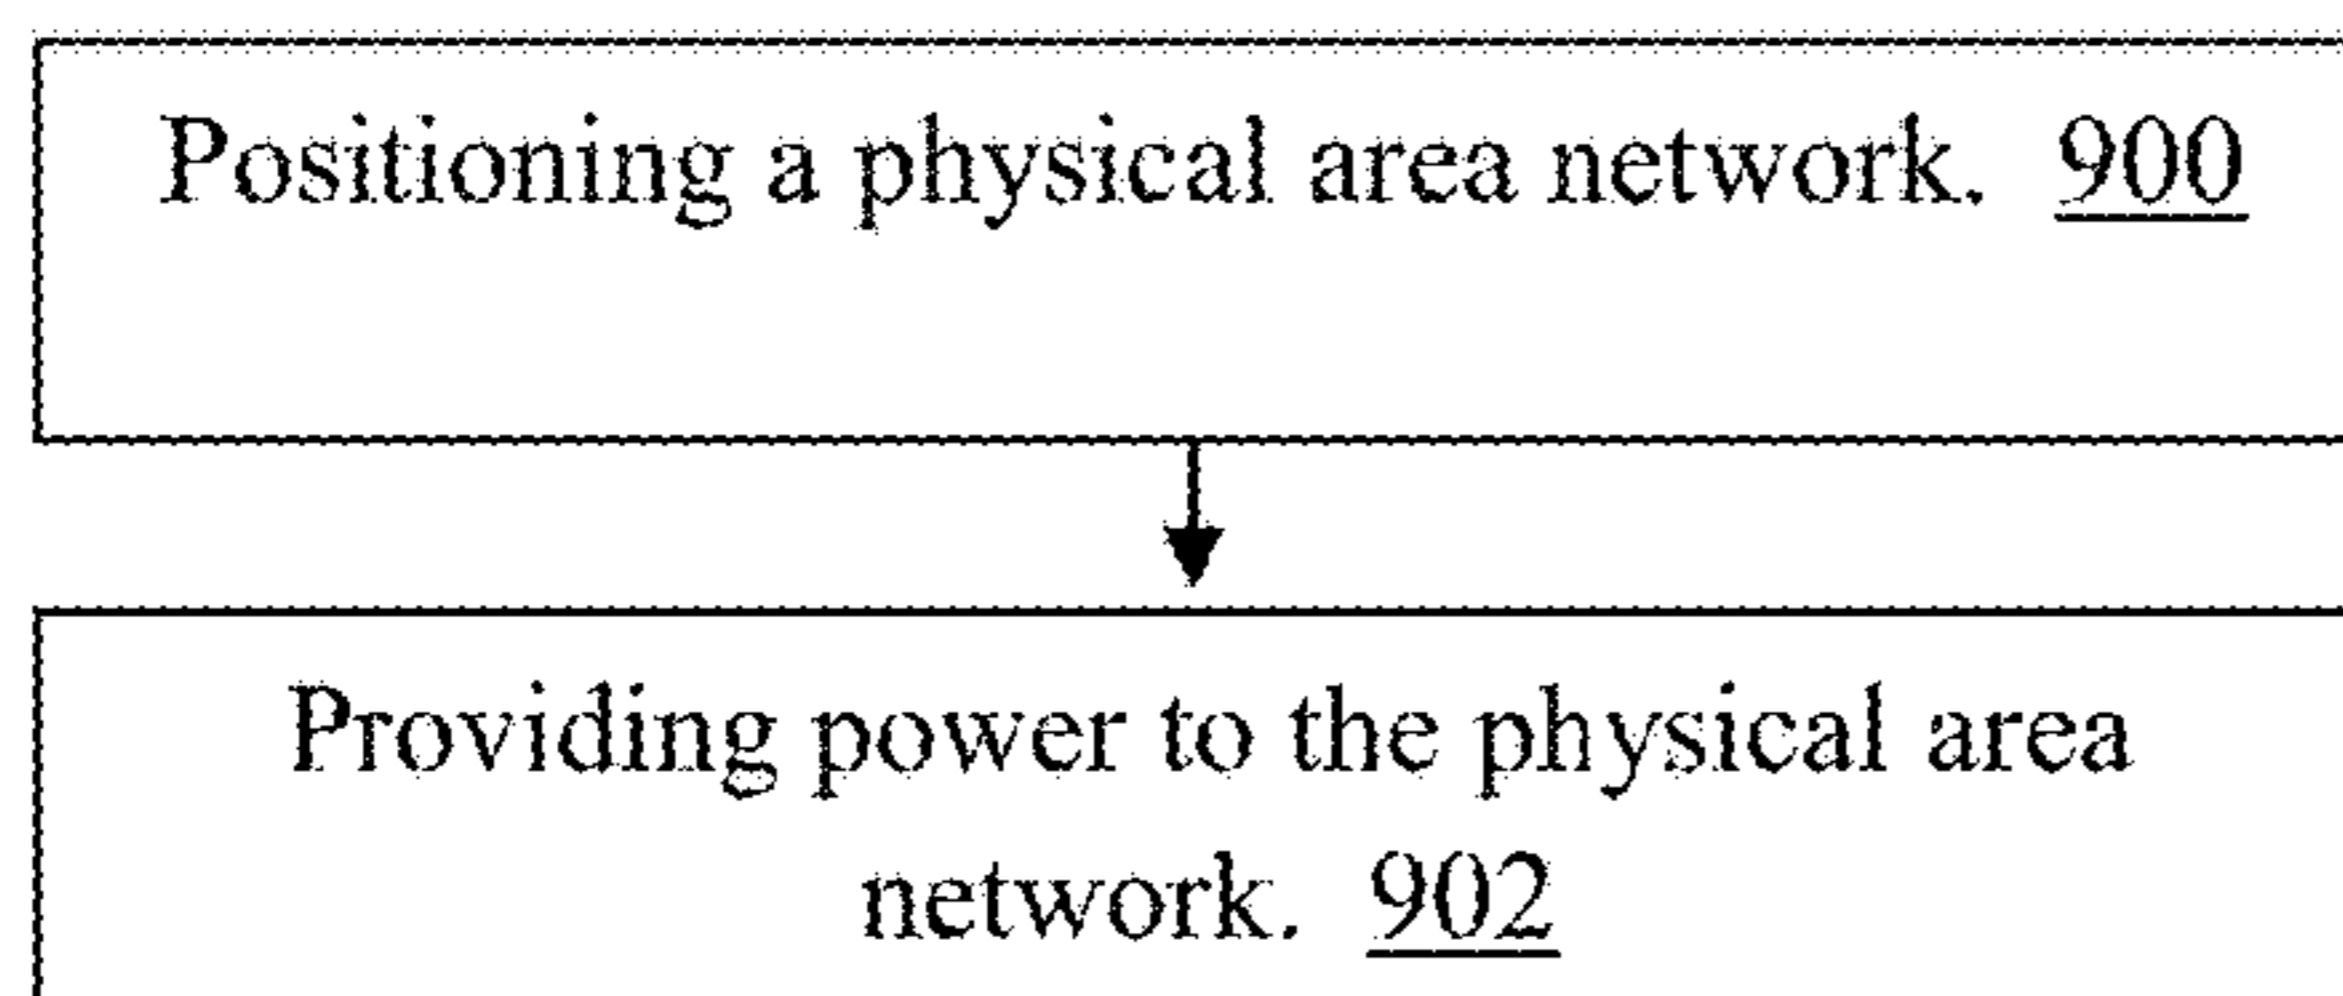 Positioning a physical area network. 900
Providing power to the physical area
network. 902